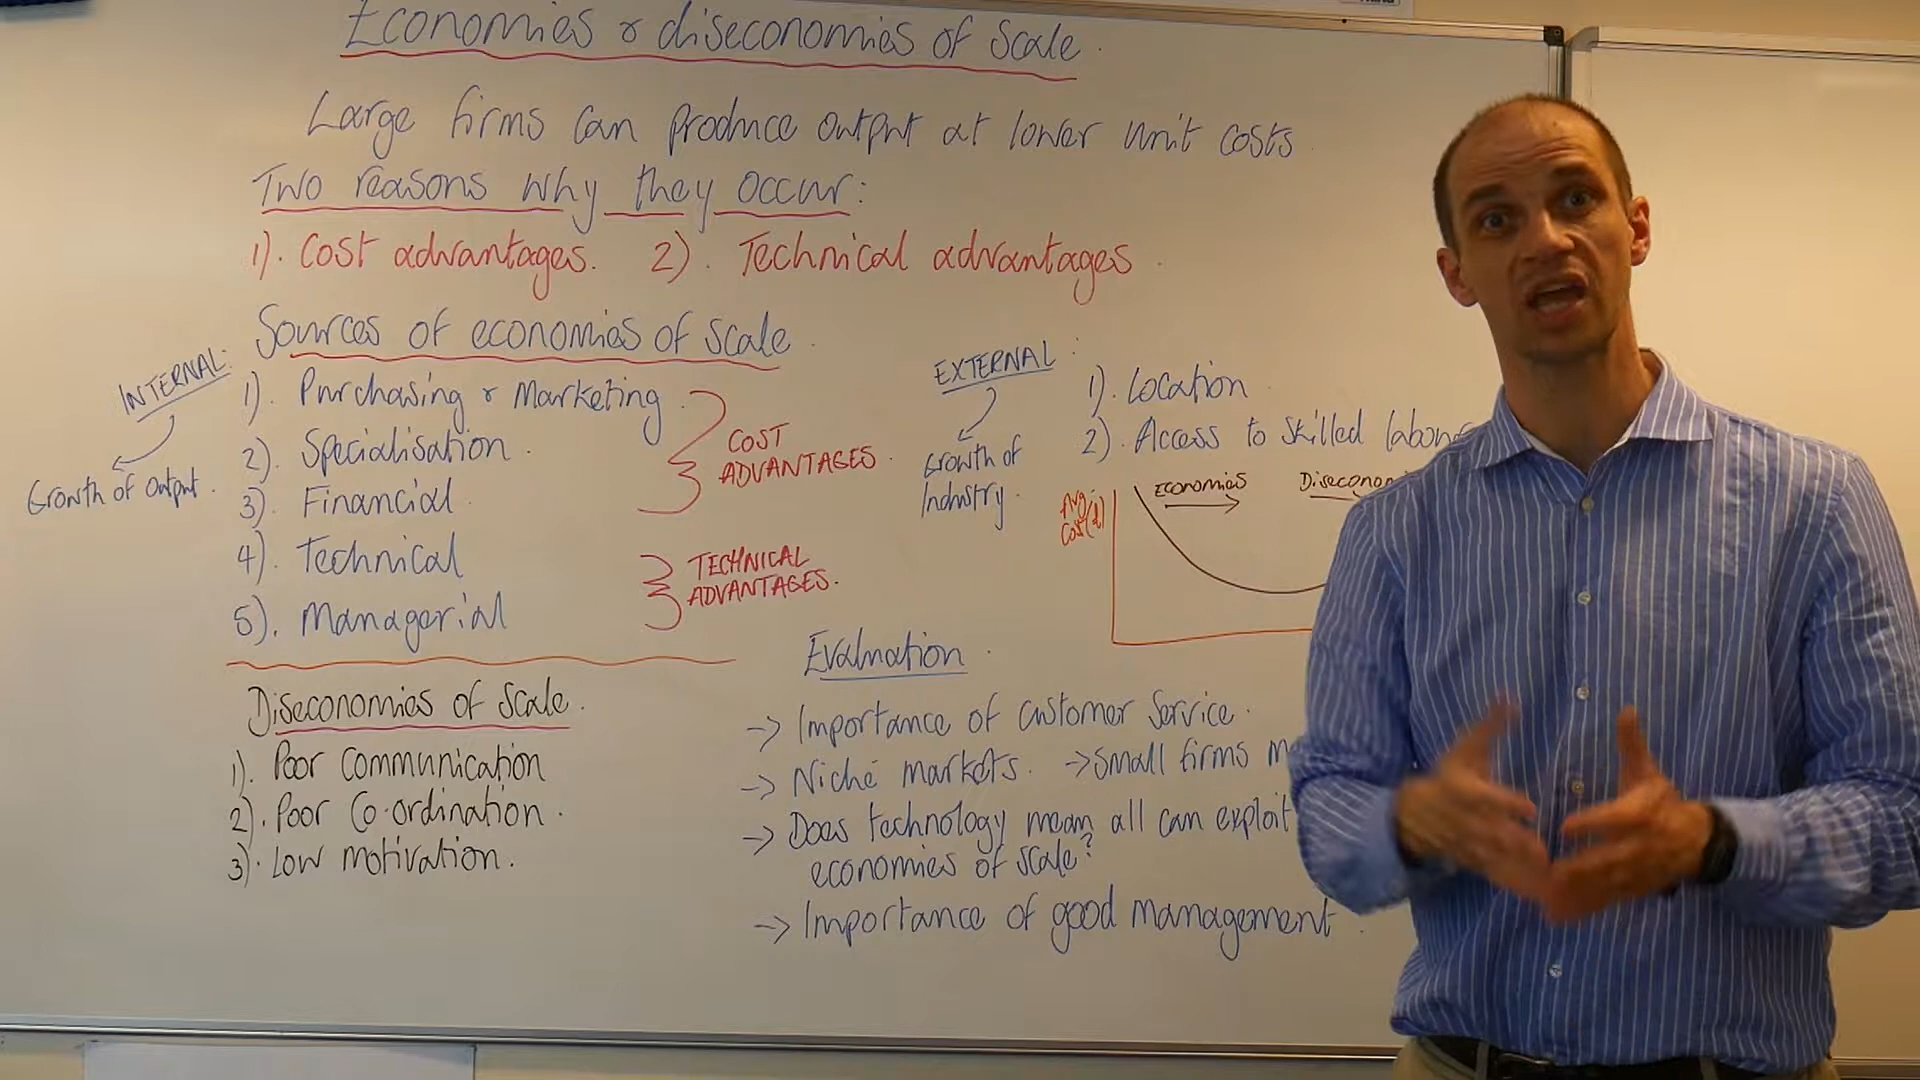 Economies & diseconomies of scale.
Large firms can produce output at lower unit costs.
Two reasons why they occur:
1). Cost advantages. 2). Technical advantages.
Sources of economies of scale.
INTERNAL:
Growth of output.
1). Purchasing & Marketing
2). Specialisation.
3). Financial.
4). Technical
5). Managerial
COST
ADVANTAGES.
TECHNICAL
ADVANTAGES.
EXTERNAL:
Growth of
Industry.
1). Location
2). Access to skilled labou
Avg.
Cost(£)
Economies
Disecono
Diseconomies of scale.
1). Poor communication
2). Poor Co-ordination.
3). Low motivation.
Evaluation.
→ Importance of customer service.
→ Niche markets. → Small firms m
→ Does technology mean all can exploit
economies of scale?
→ Importance of good management.